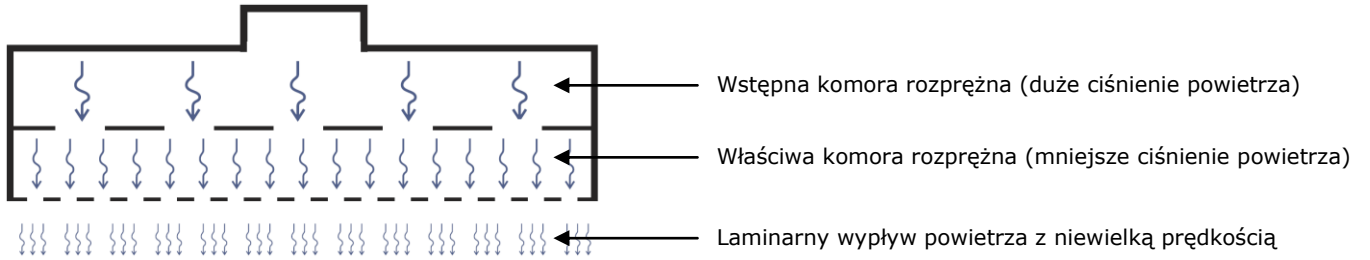 Wstępna komora rozprężna (duże ciśnienie powietrza)
Właściwa komora rozprężna (mniejsze ciśnienie powietrza)
Laminarny wypływ powietrza z niewielką prędkością